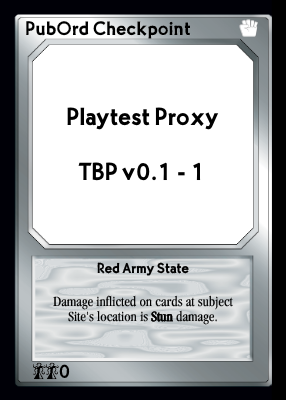 PubOrd Checkpoint
Playtest Proxy
TBP v0.1 - 1
Red Army State
Damage inflicted on cards at subject
Site's location is Stun damage.
0